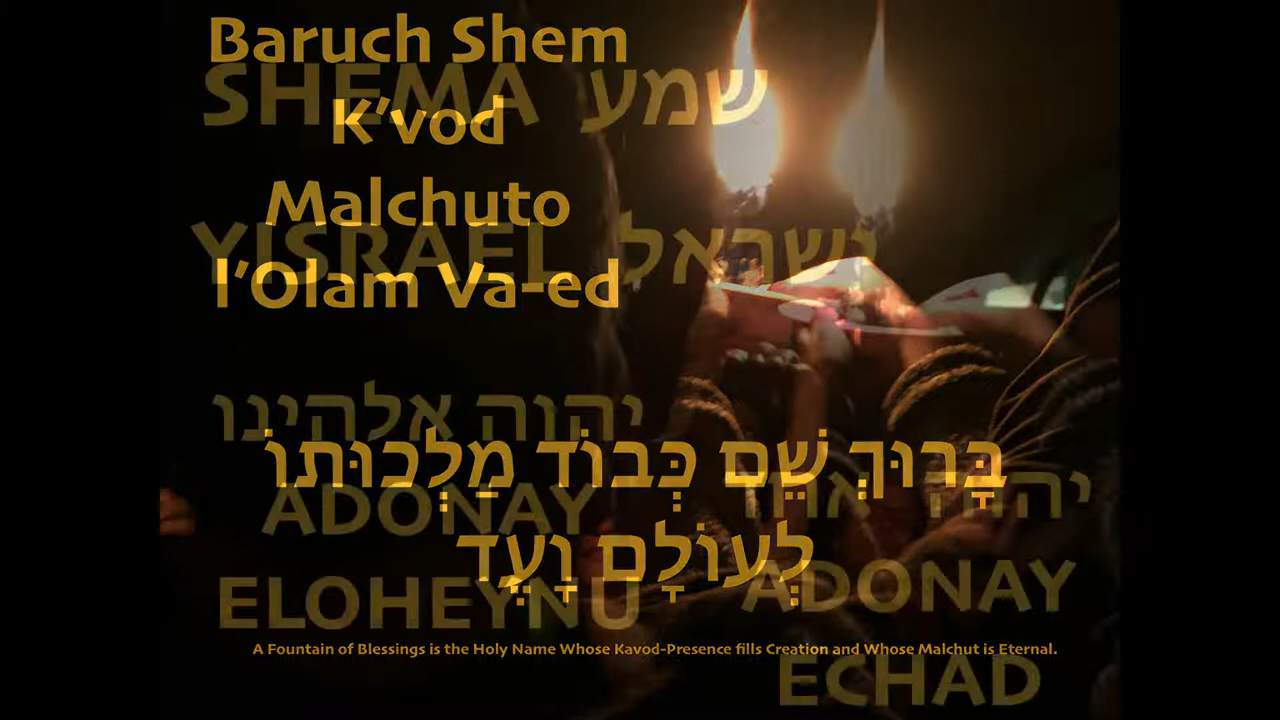 Baruch Shem
SHEMA שמע
K'vod
Malchuto
YISRAEL ישראל
l'Olam Va-ed
יהוה אלהינו
בָּרוּךְ שֵׁם כְּבוֹד מַלְכוּתוֹ
ADONAY יהוה אחד
לְעוֹלָם וָעֶד
ELOHEYNU ADONAY
A Fountain of Blessings is the Holy Name Whose Kavod-Presence fills Creation and Whose Malchut is Eternal.
ECHAD